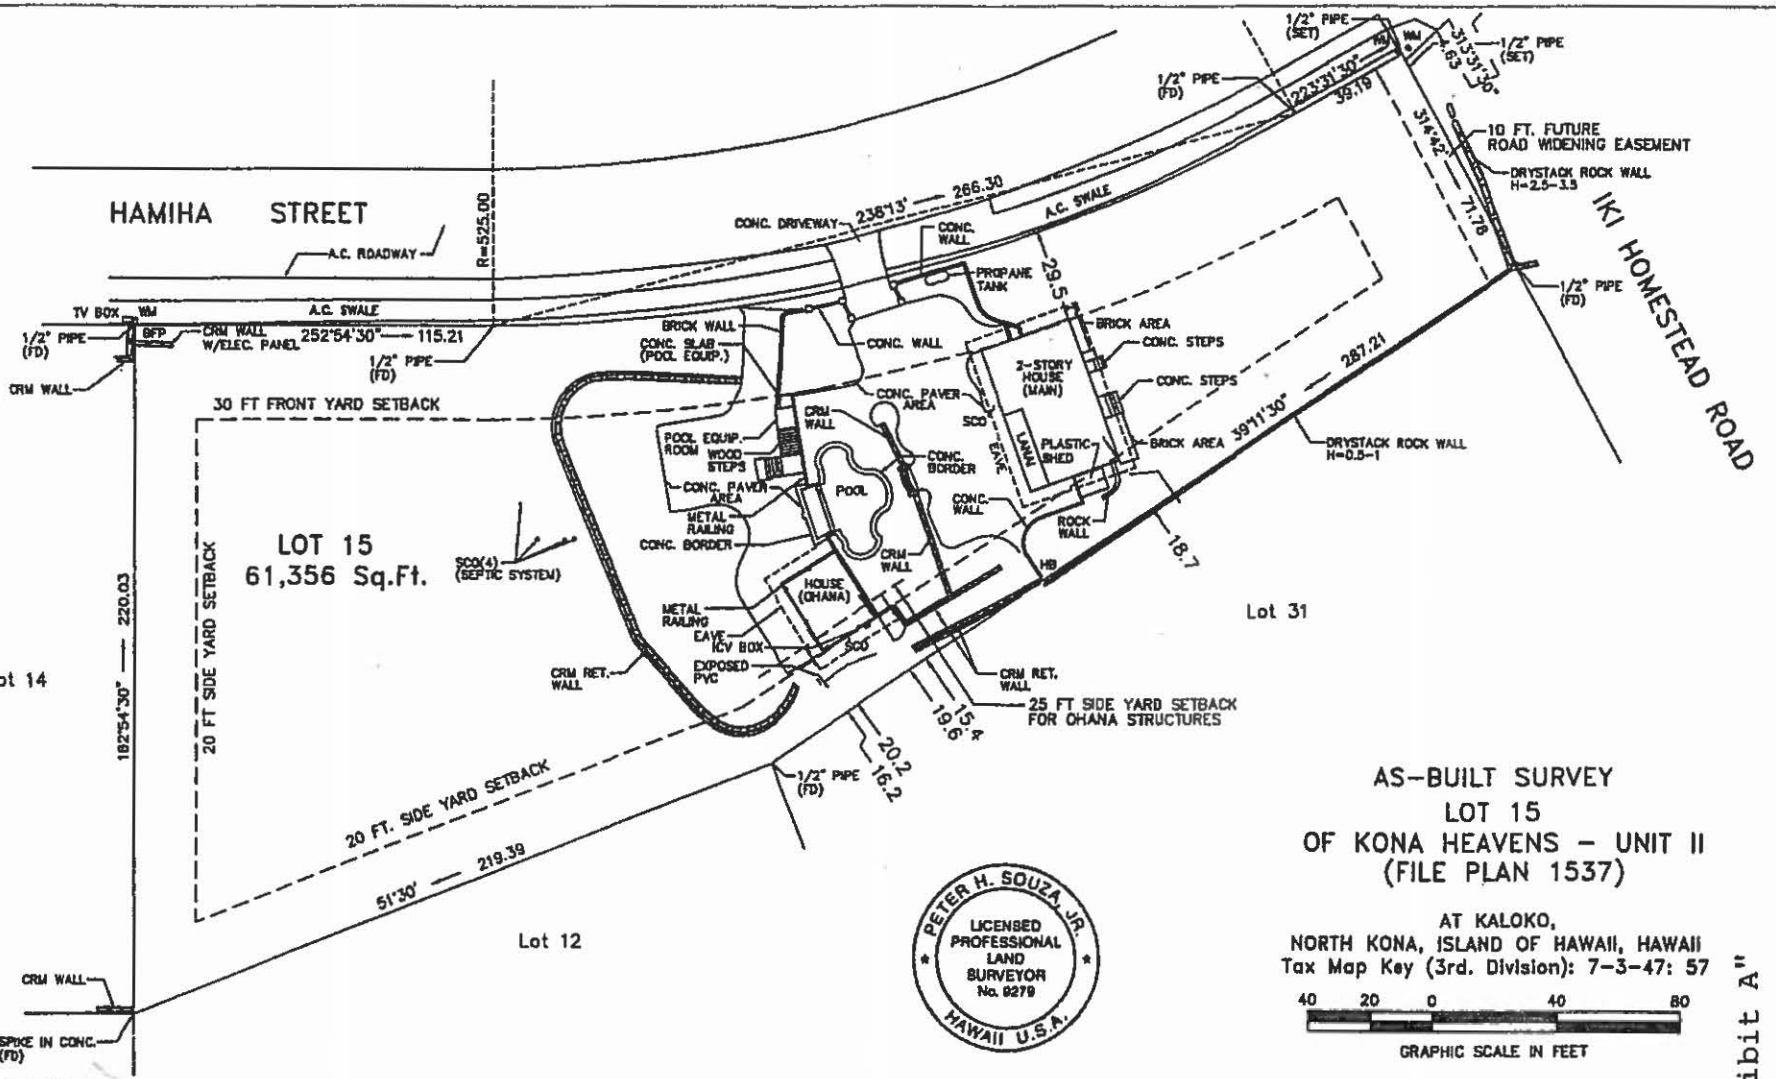 1/2" PIPE
(SET)
WM
WM
313°31'30"
4.63
1/2" PIPE
(SET)
1/2" PIPE
(FD)
223°31'30"
39.19
314°42'
71.78
10 FT. FUTURE
ROAD WIDENING EASEMENT
DRYSTACK ROCK WALL
H=2.5-3.5
IKI HOMESTEAD ROAD
1/2" PIPE
(FD)
HAMIHA STREET
A.C. ROADWAY
R=525.00
CONC. DRIVEWAY
238°13' 266.30
A.C. SWALE
CONC.
WALL
PROPANE
TANK
29.5
TV BOX
WM
A.C. SWALE
1/2" PIPE
(FD)
BFP
CRM WALL
W/ELEC. PANEL
252°54'30" 115.21
1/2" PIPE
(FD)
CRM WALL
BRICK WALL
CONC. SLAB
(POOL EQUIP.)
CONC. WALL
BRICK AREA
CONC. STEPS
2-STORY
HOUSE
(MAIN)
CONC. STEPS
287.21
39°11'30"
30 FT FRONT YARD SETBACK
CONC. PAVER
AREA
CRM
WALL
SCO
EAVE
LANAI
PLASTIC
SHED
BRICK AREA
DRYSTACK ROCK WALL
H=0.5-1
POOL EQUIP.
ROOM
WOOD
STEPS
CONC.
BORDER
CONC. PAVER
AREA
POOL
METAL
RAILING
CONC.
WALL
ROCK
WALL
CONC. BORDER
LOT 15
61,356 Sq.Ft.
SCO(4)
(SEPTIC SYSTEM)
CRM
WALL
HB
18.7
HOUSE
(OHANA)
METAL
RAILING
EAVE
ICV BOX
SCO
EXPOSED
PVC
Lot 31
182°54'30" 220.03
20 FT SIDE YARD SETBACK
ot 14
CRM RET.
WALL
CRM RET.
WALL
25 FT SIDE YARD SETBACK
FOR OHANA STRUCTURES
15.4
19.6
20.2
16.2
1/2" PIPE
(FD)
20 FT. SIDE YARD SETBACK
51°30' 219.39
Lot 12
CRM WALL
SPIKE IN CONC.
(FD)
PETER H. SOUZA, JR.
LICENSED
PROFESSIONAL
LAND
SURVEYOR
No. 9279
HAWAII U.S.A.
AS-BUILT SURVEY
LOT 15
OF KONA HEAVENS - UNIT II
(FILE PLAN 1537)
AT KALOKO,
NORTH KONA, ISLAND OF HAWAII, HAWAII
Tax Map Key (3rd. Division): 7-3-47: 57
40 20 0 40 80
GRAPHIC SCALE IN FEET
ibit A"